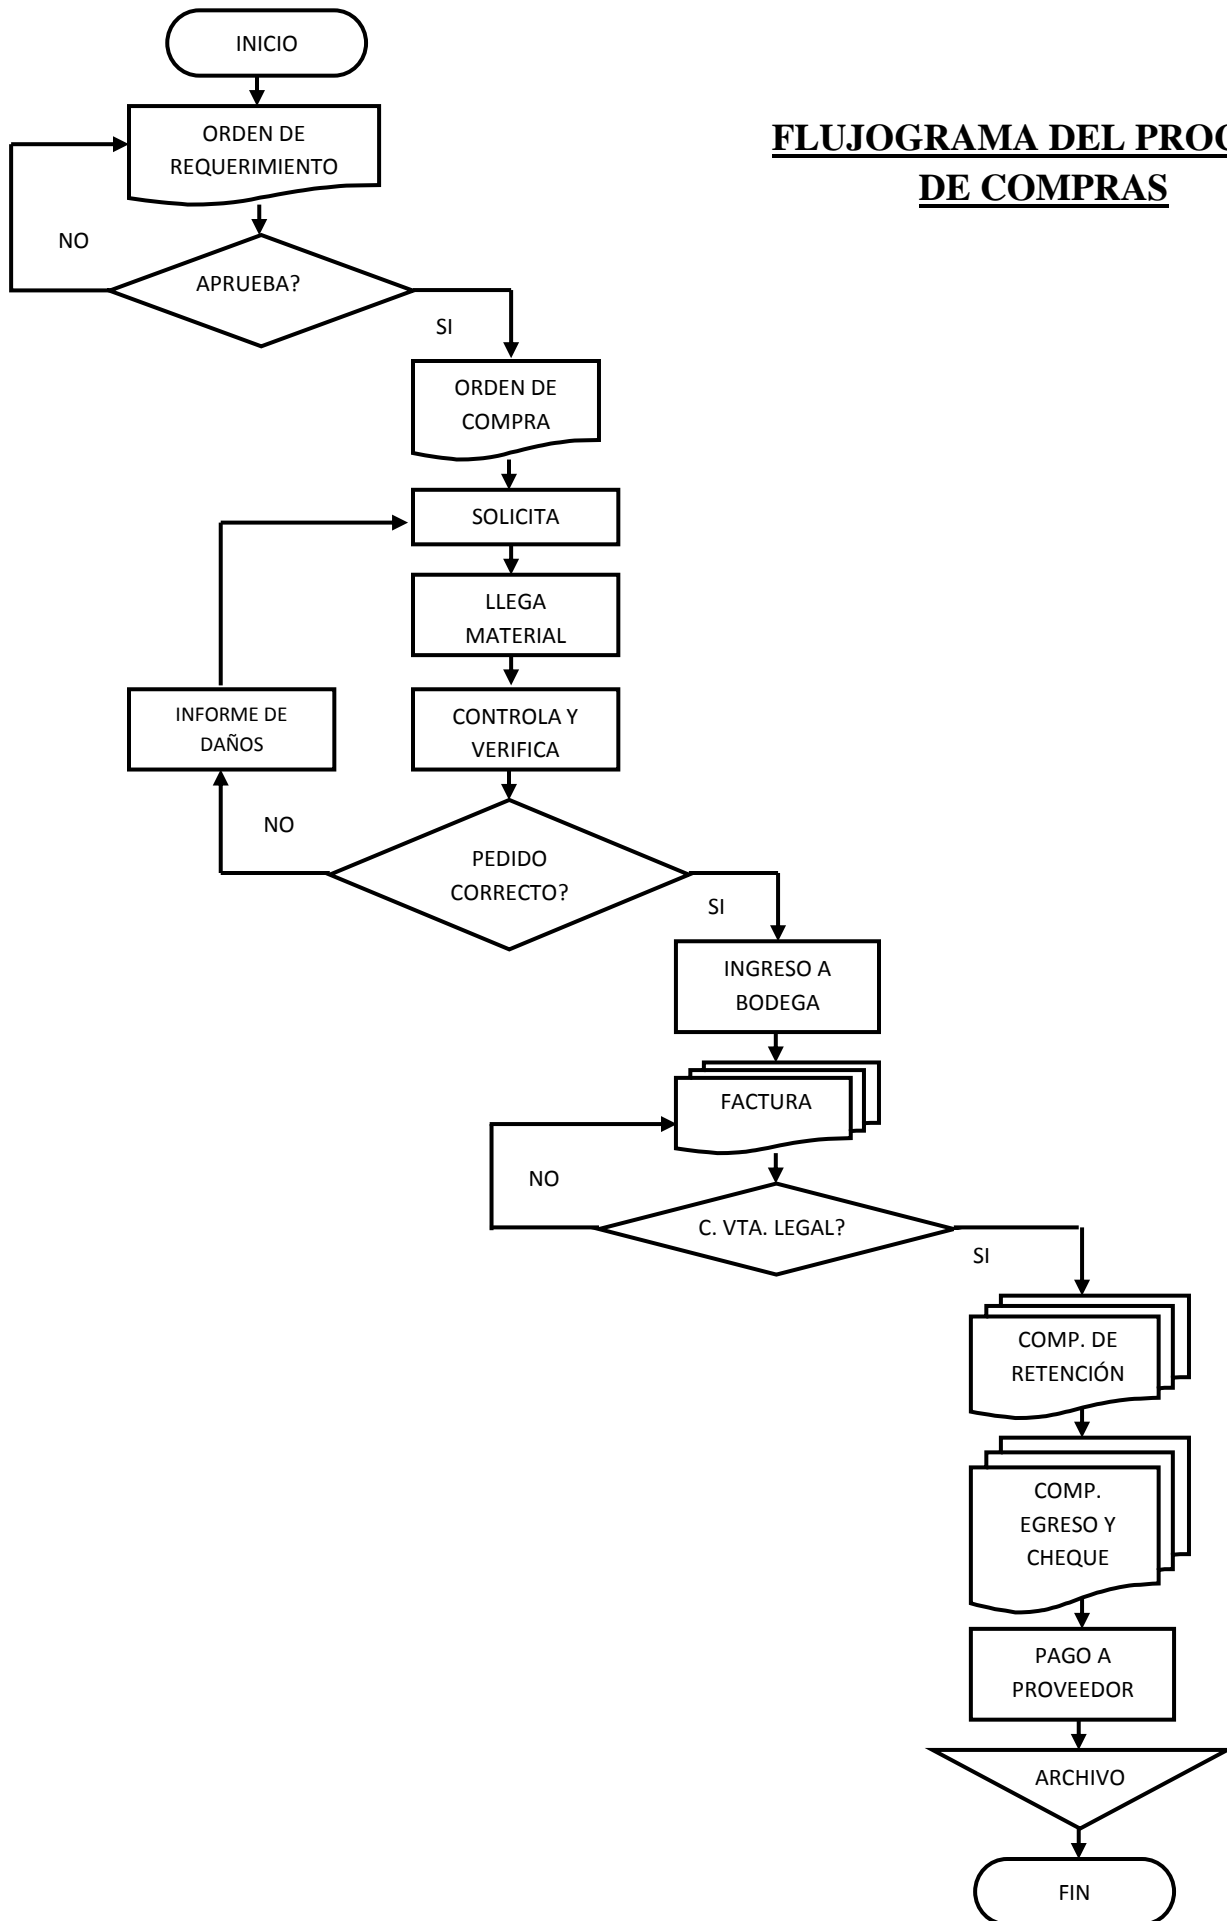 INICIO
FLUJOGRAMA DEL PROC
DE COMPRAS
ORDEN DE
REQUERIMIENTO
NO
APRUEBA?
SI
ORDEN DE
COMPRA
SOLICITA
LLEGA
MATERIAL
INFORME DE
DAÑOS
CONTROLA Y
VERIFICA
NO
PEDIDO
CORRECTO?
SI
INGRESO A
BODEGA
FACTURA
NO
C. VTA. LEGAL?
SI
COMP. DE
RETENCIÓN
COMP.
EGRESO Y
CHEQUE
PAGO A
PROVEEDOR
ARCHIVO
FIN